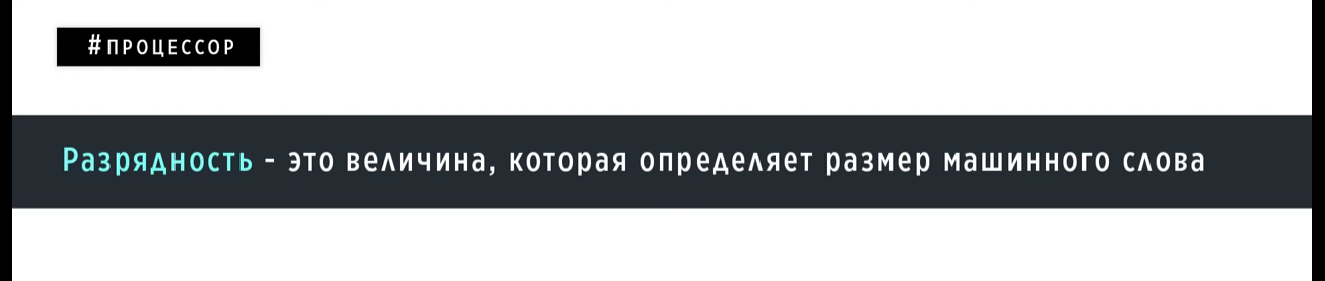 #ПРОЦЕССОР
Разрядность - это величина, которая определяет размер машинного слова